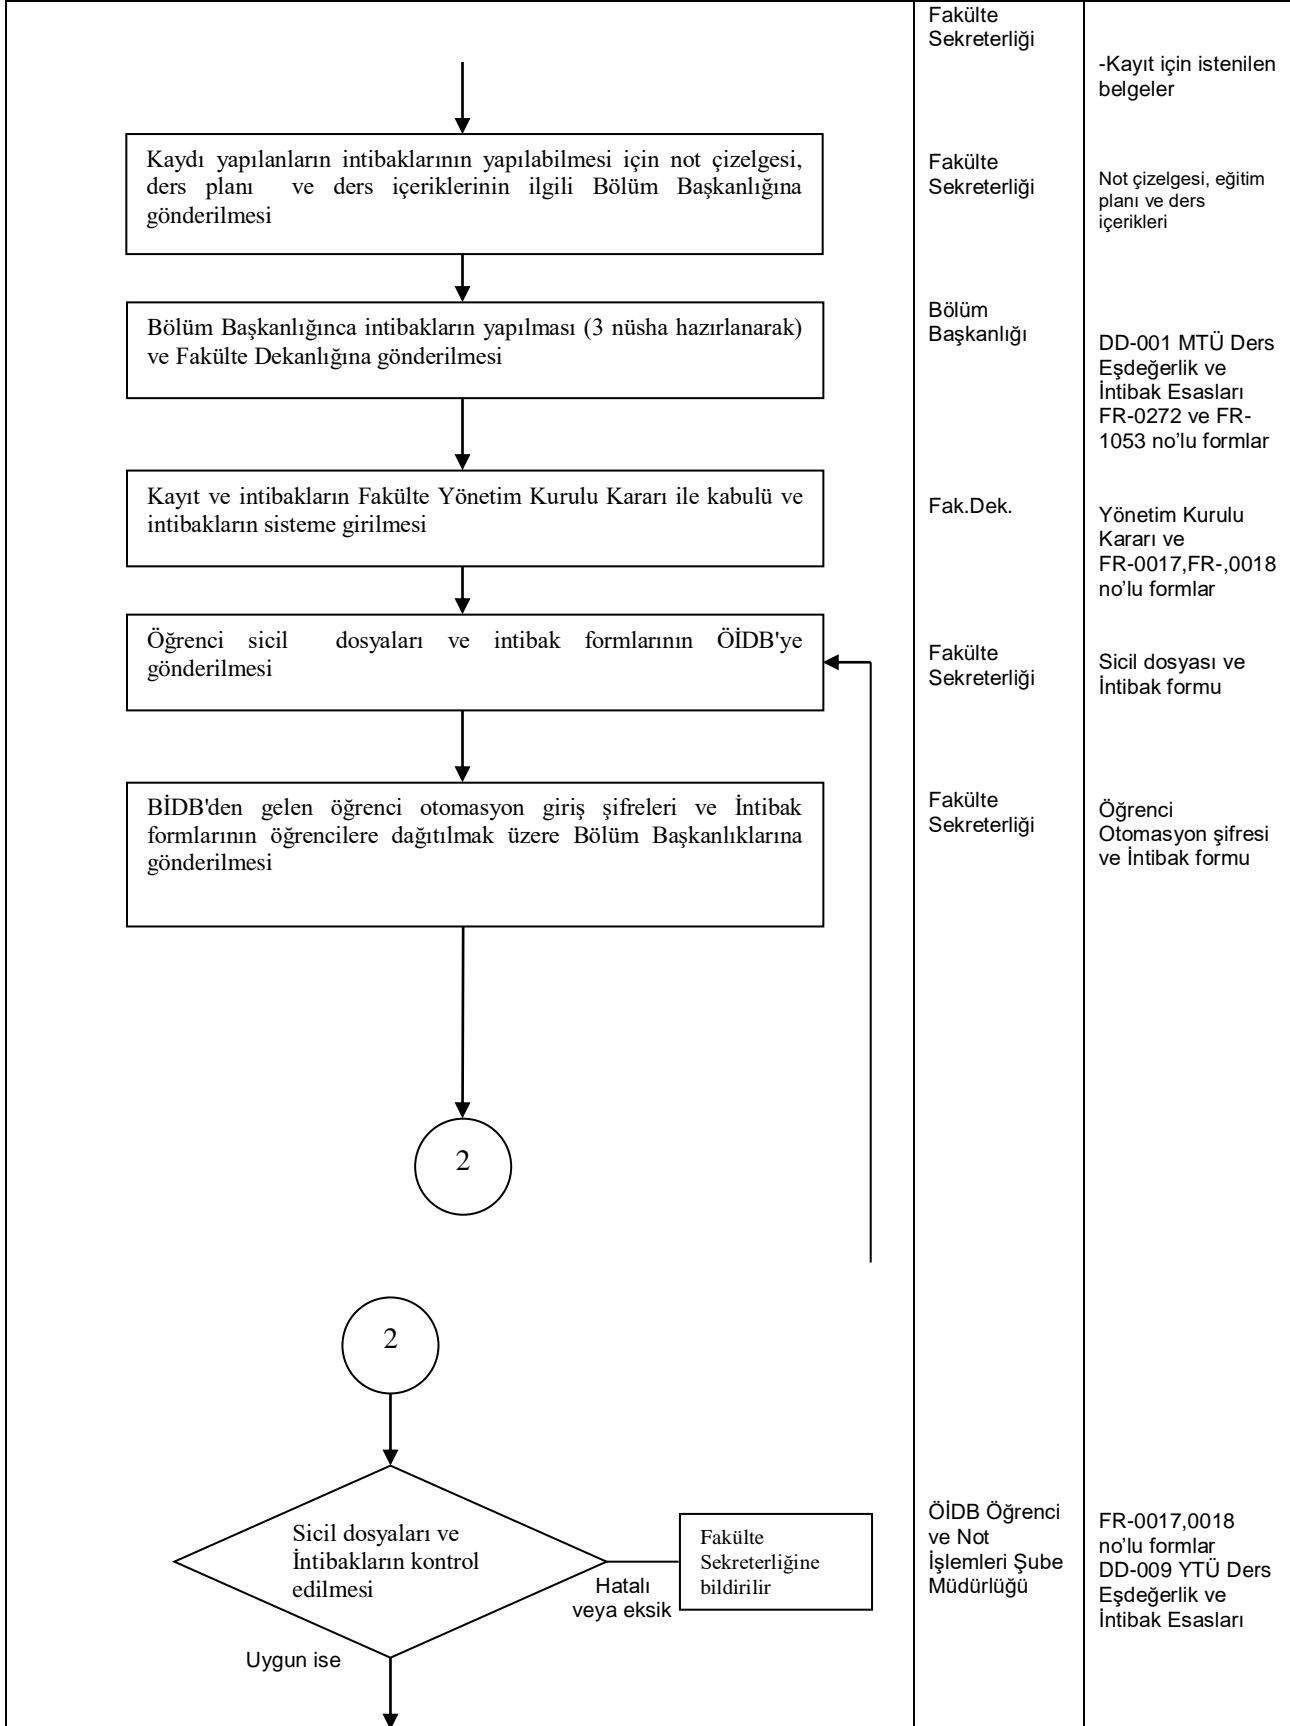 Fakülte
Sekreterliği
-Kayıt için istenilen
belgeler
Kaydı yapılanların intibaklarının yapılabilmesi için not çizelgesi,
ders planı ve ders içeriklerinin ilgili Bölüm Başkanlığına
gönderilmesi
Fakülte
Sekreterliği
Not çizelgesi, eğitim
planı ve ders
içerikleri
Bölüm Başkanlığınca intibakların yapılması (3 nüsha hazırlanarak)
ve Fakülte Dekanlığına gönderilmesi
Bölüm
Başkanlığı
DD-001 MTÜ Ders
Eşdeğerlik ve
İntibak Esasları
FR-0272 ve FR-
1053 no’lu formlar
Kayıt ve intibakların Fakülte Yönetim Kurulu Kararı ile kabulü ve
intibakların sisteme girilmesi
Fak.Dek.
Yönetim Kurulu
Kararı ve
FR-0017,FR-,0018
no’lu formlar
Öğrenci sicil dosyaları ve intibak formlarının ÖİDB'ye
gönderilmesi
Fakülte
Sekreterliği
Sicil dosyası ve
İntibak formu
BİDB'den gelen öğrenci otomasyon giriş şifreleri ve İntibak
formlarının öğrencilere dağıtılmak üzere Bölüm Başkanlıklarına
gönderilmesi
Fakülte
Sekreterliği
Öğrenci
Otomasyon şifresi
ve İntibak formu
2
2
Sicil dosyaları ve
İntibakların kontrol
edilmesi
Hatalı
veya eksik
Fakülte
Sekreterliğine
bildirilir
Uygun ise
ÖİDB Öğrenci
ve Not
İşlemleri Şube
Müdürlüğü
FR-0017,0018
no’lu formlar
DD-009 YTÜ Ders
Eşdeğerlik ve
İntibak Esasları